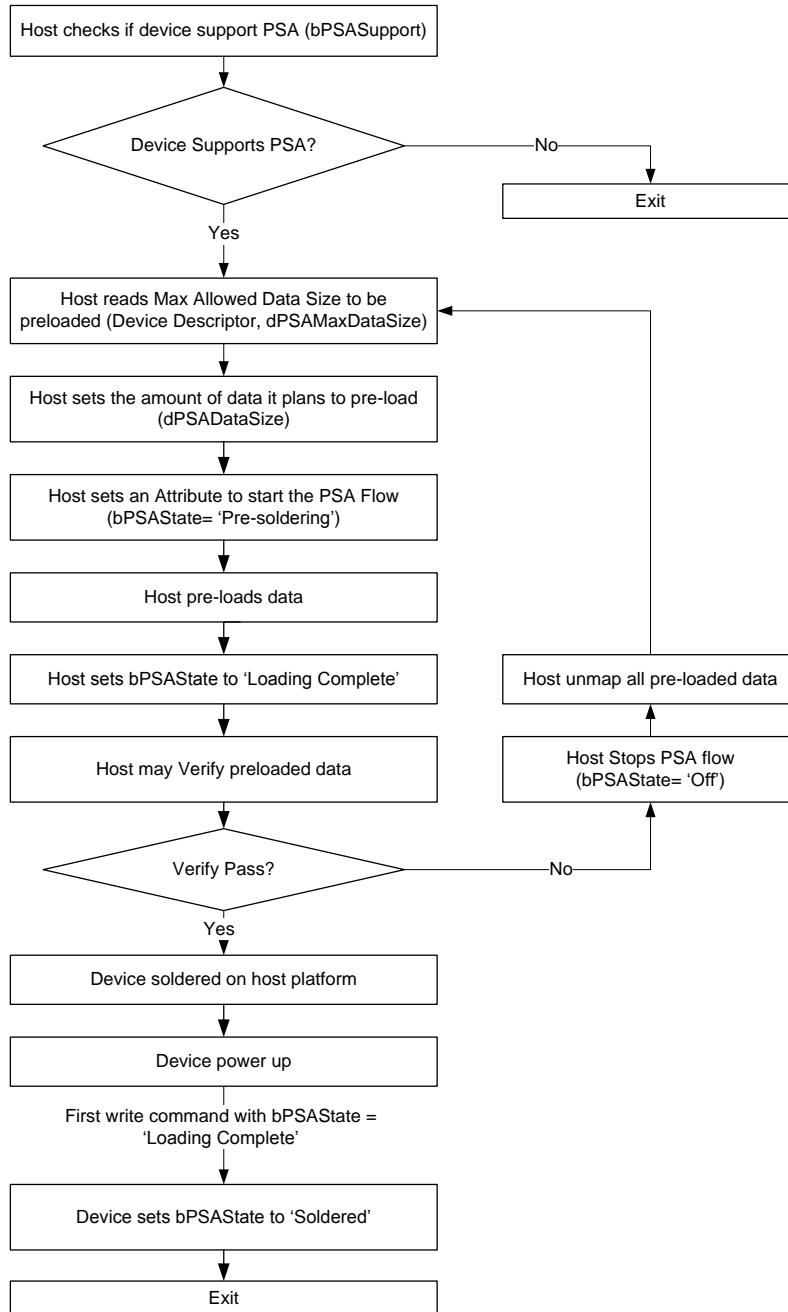 Host checks if device support PSA (bPSASupport)
Device Supports PSA?
No
Exit
Yes
Host reads Max Allowed Data Size to be
preloaded (Device Descriptor, dPSAMaxDataSize)
Host sets the amount of data it plans to pre-load
(dPSADataSize)
Host sets an Attribute to start the PSA Flow
(bPSAState= ‘Pre-soldering’)
Host pre-loads data
Host sets bPSAState to ‘Loading Complete’
Host unmap all pre-loaded data
Host may Verify preloaded data
Host Stops PSA flow
(bPSAState= ‘Off’)
Verify Pass?
No
Yes
Device soldered on host platform
Device power up
First write command with bPSAState =
‘Loading Complete’
Device sets bPSAState to ‘Soldered’
Exit